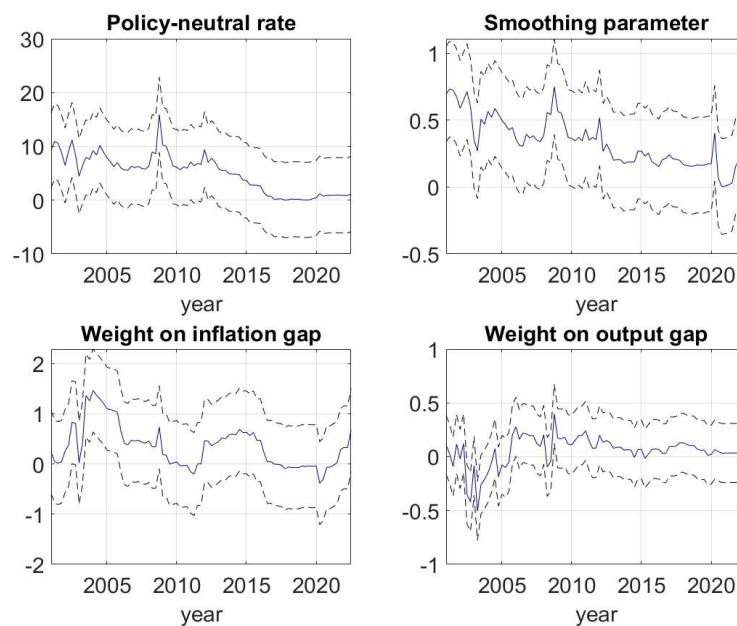 Policy-neutral rate
30
20
10
0
-10
2005 2010 2015 2020
year
Smoothing parameter
1
0.5
0
-0.5
2005 2010 2015 2020
year
Weight on inflation gap
2
1
0
-1
-2
2005 2010 2015 2020
year
Weight on output gap
1
0.5
0
-0.5
-1
2005 2010 2015 2020
year